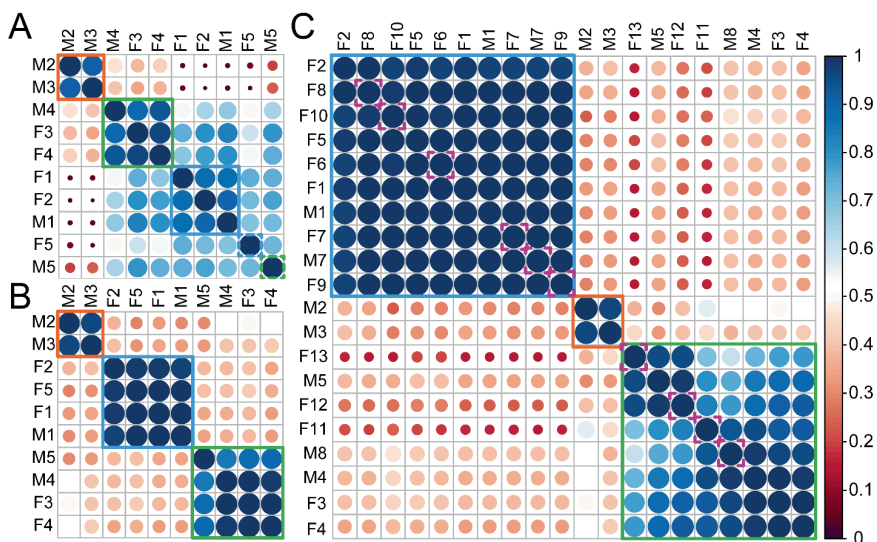 A
M2 M3 M4 F3 F4 F1 F2 M1 F5 M5
M2
M3
M4
F3
F4
F1
F2
M1
F5
M5
B
M2 M3 F2 F5 F1 M1 M5 M4 F3 F4
M2
M3
F2
F5
F1
M1
M5
M4
F3
F4
C
F2 F8 F10 F5 F6 F1 M1 F7 M7 F9 M2 M3 F13 M5 F12 F11 M8 M4 F3 F4
F2
F8
F10
F5
F6
F1
M1
F7
M7
F9
M2
M3
F13
M5
F12
F11
M8
M4
F3
F4
1
0.9
0.8
0.7
0.6
0.5
0.4
0.3
0.2
0.1
0